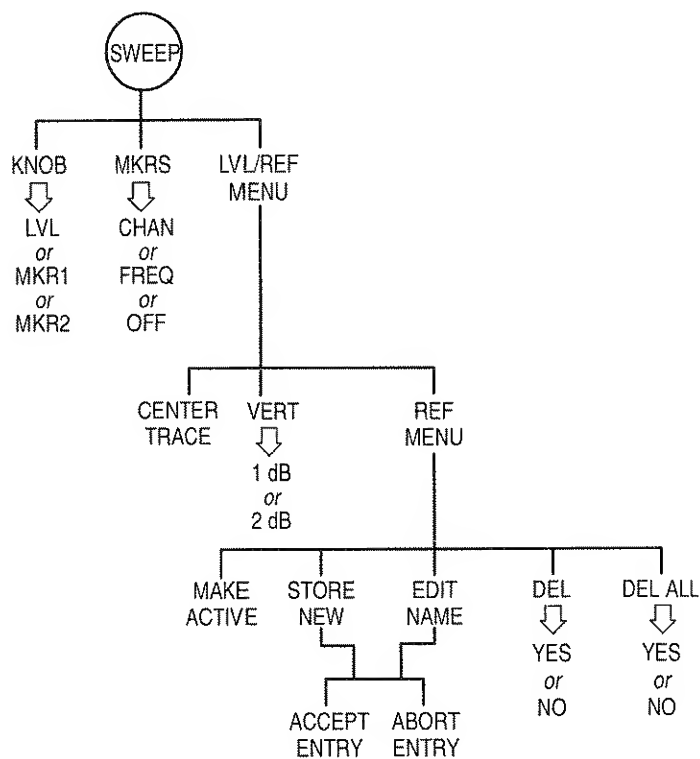 SWEEP
KNOB
LVL
or
MKR1
or
MKR2
MKRS
CHAN
or
FREQ
or
OFF
LVL/REF
MENU
CENTER
TRACE
VERT
1 dB
or
2 dB
REF
MENU
MAKE
ACTIVE
STORE
NEW
EDIT
NAME
ACCEPT
ENTRY
ABORT
ENTRY
DEL
YES
or
NO
DEL ALL
YES
or
NO